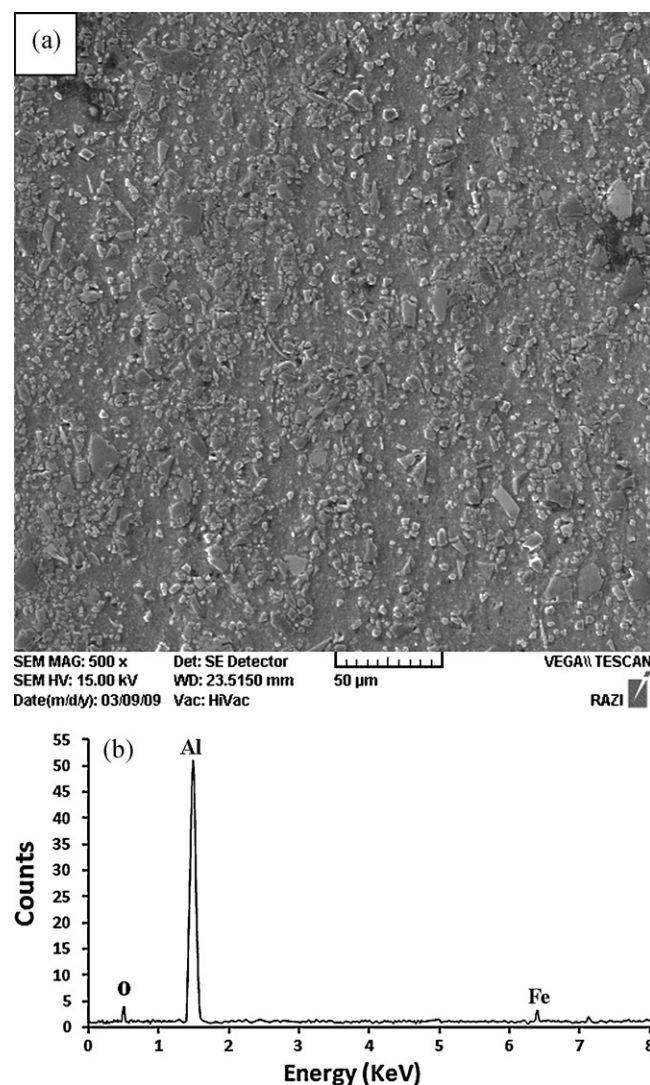 (a)
SEM MAG: 500 x Det: SE Detector 50 µm VEGA\\ TESCAN
SEM HV: 15.00 kV WD: 23.5150 mm
Date(m/d/y): 03/09/09 Vac: HiVac RAZI
(b)
Al
O
Fe
Counts
55
50
45
40
35
30
25
20
15
10
5
0
0 1 2 3 4 5 6 7 8
Energy (KeV)